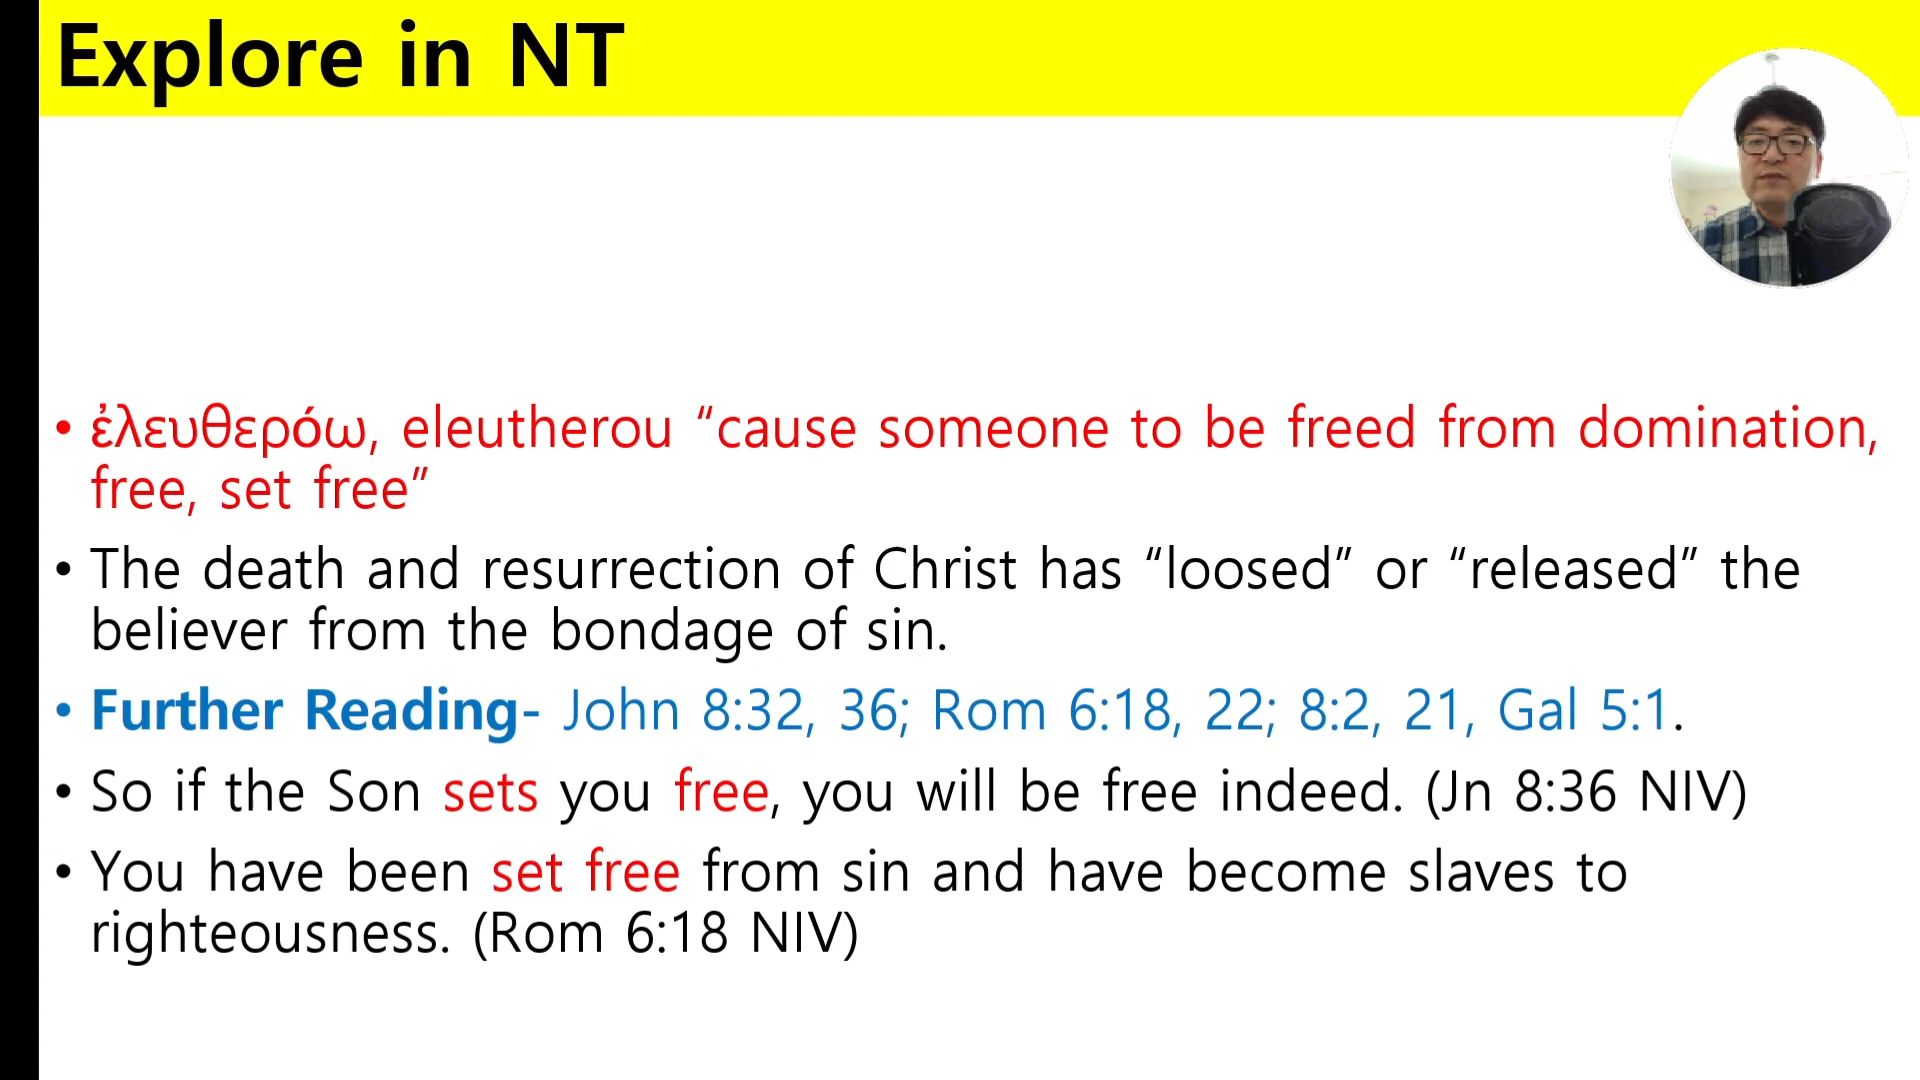 Explore in NT
• ἐλευθερόω, eleutherou “cause someone to be freed from domination,
free, set free”
• The death and resurrection of Christ has “loosed” or “released” the
believer from the bondage of sin.
• Further Reading- John 8:32, 36; Rom 6:18, 22; 8:2, 21, Gal 5:1.
• So if the Son sets you free, you will be free indeed. (Jn 8:36 NIV)
• You have been set free from sin and have become slaves to
righteousness. (Rom 6:18 NIV)